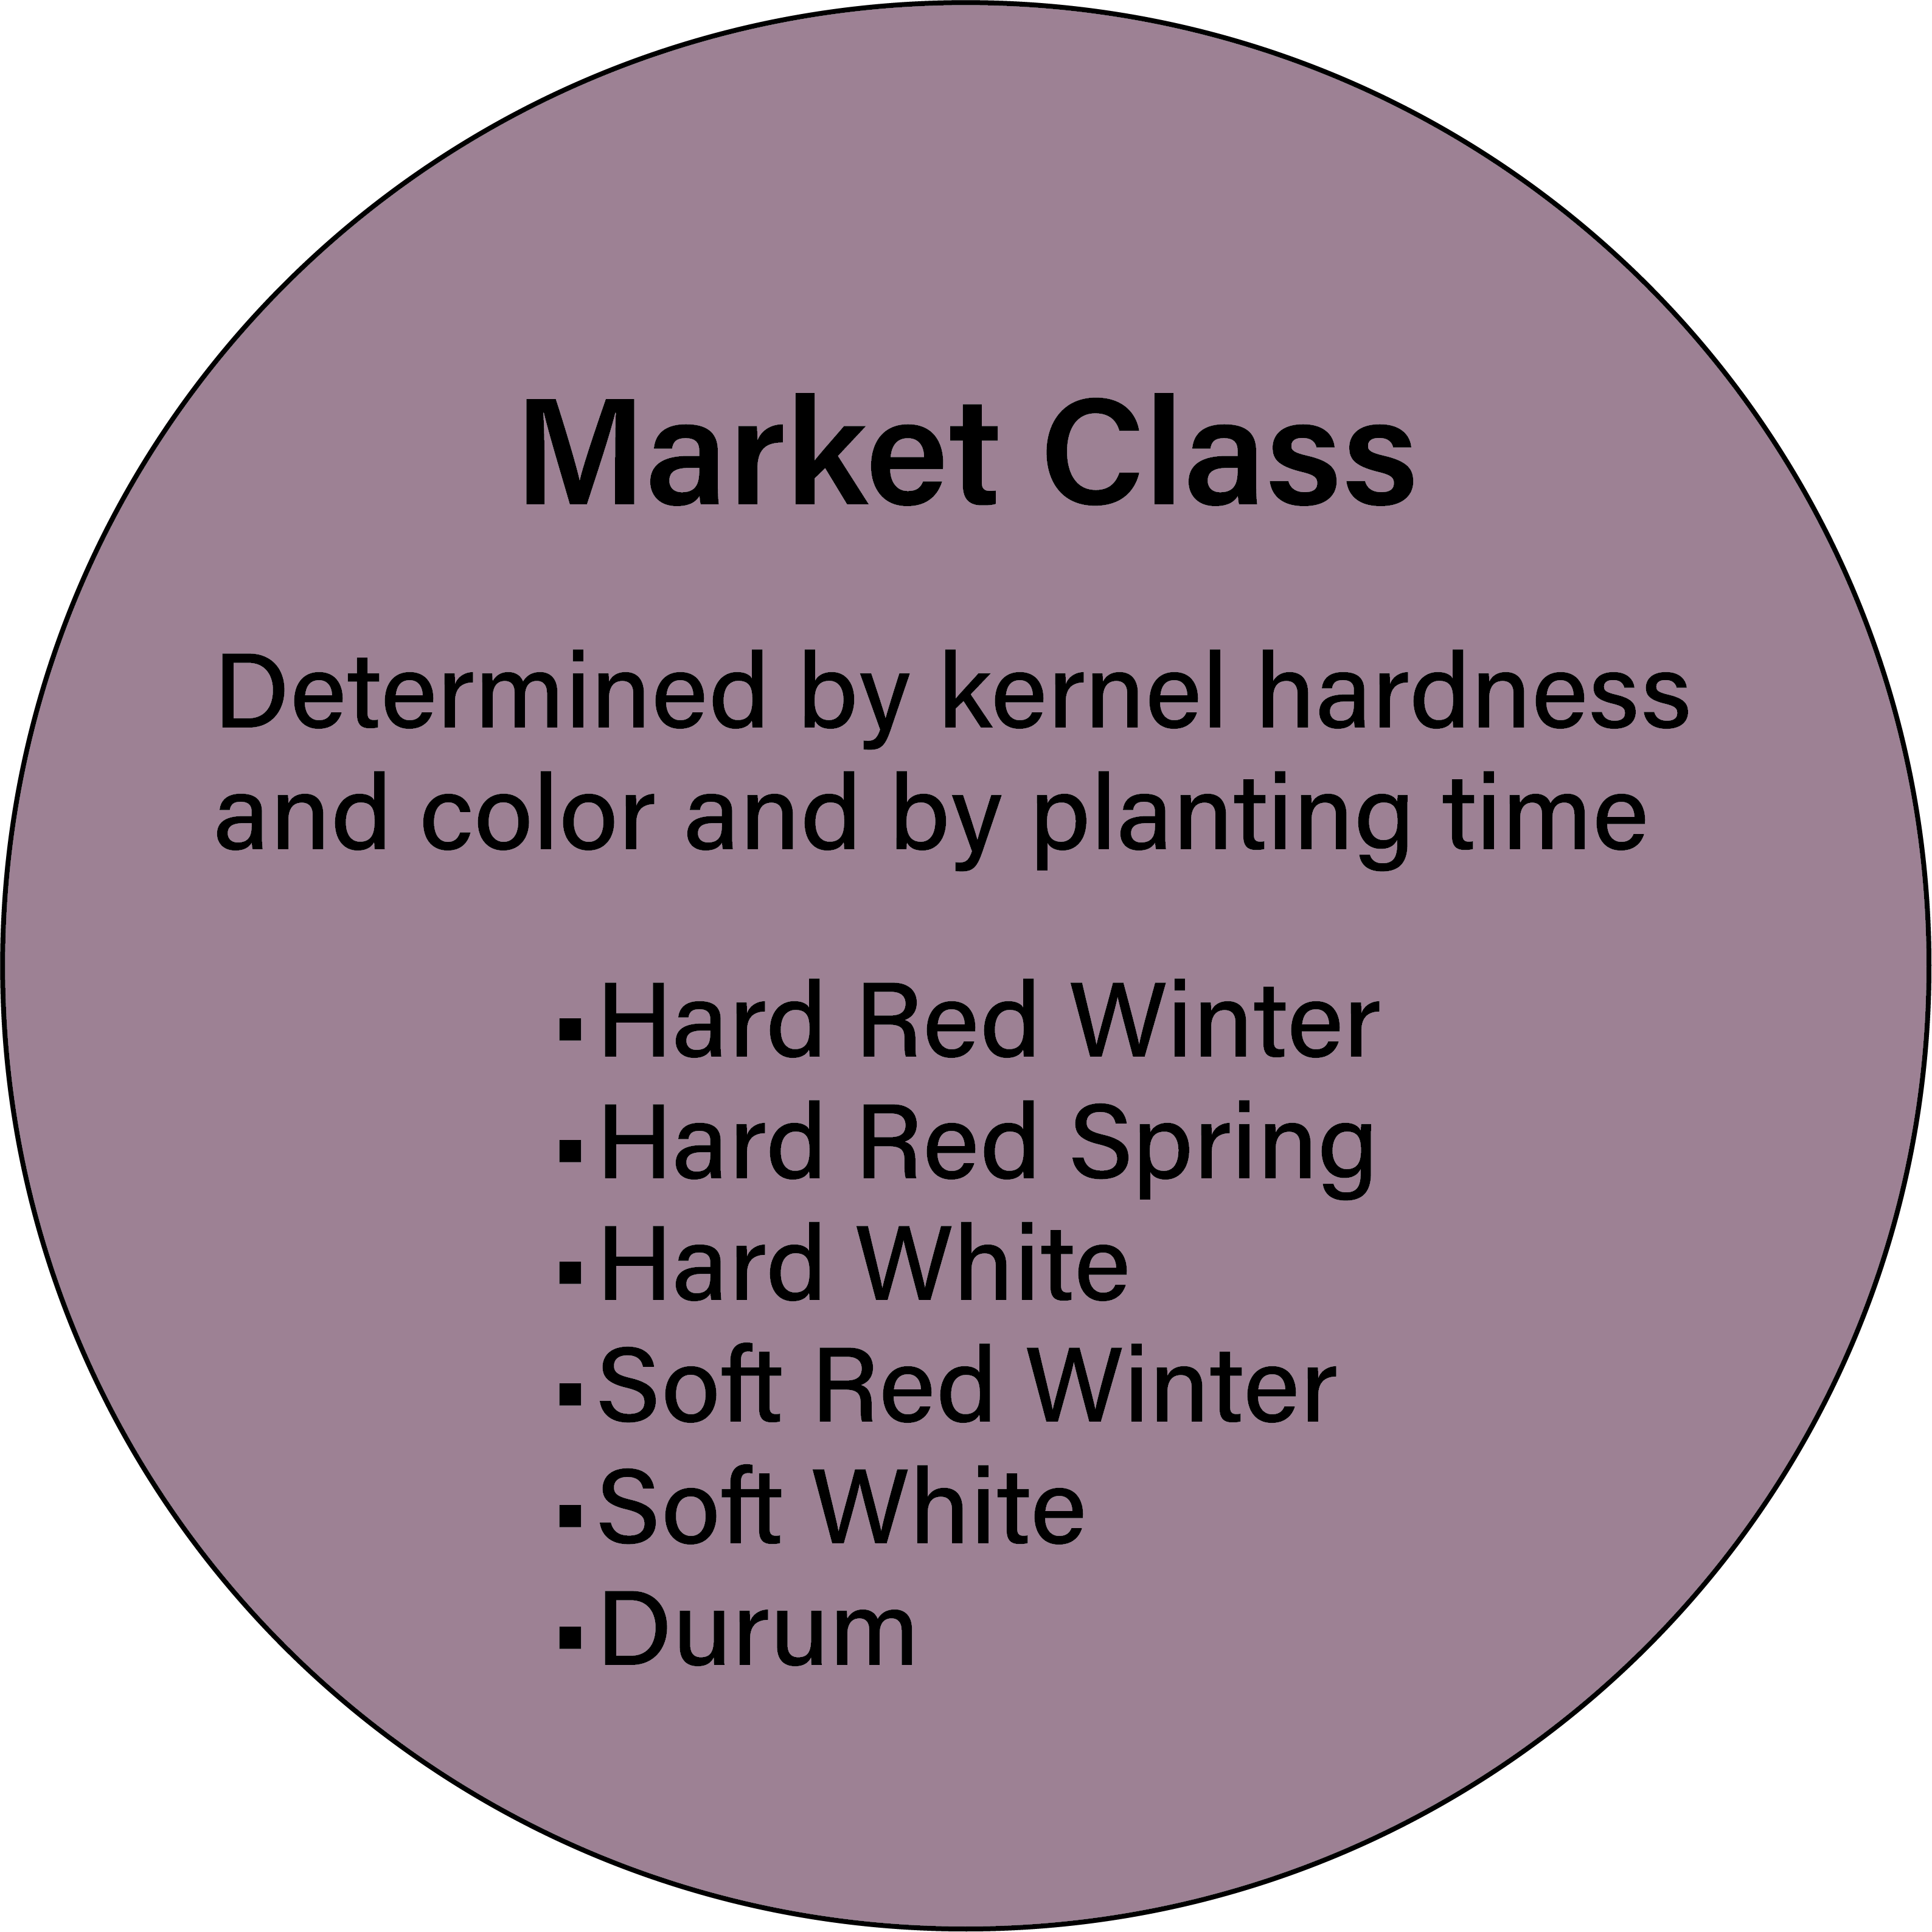 Market Class
Determined by kernel hardness
and color and by planting time
▪ Hard Red Winter
▪ Hard Red Spring
▪ Hard White
▪ Soft Red Winter
▪ Soft White
▪ Durum